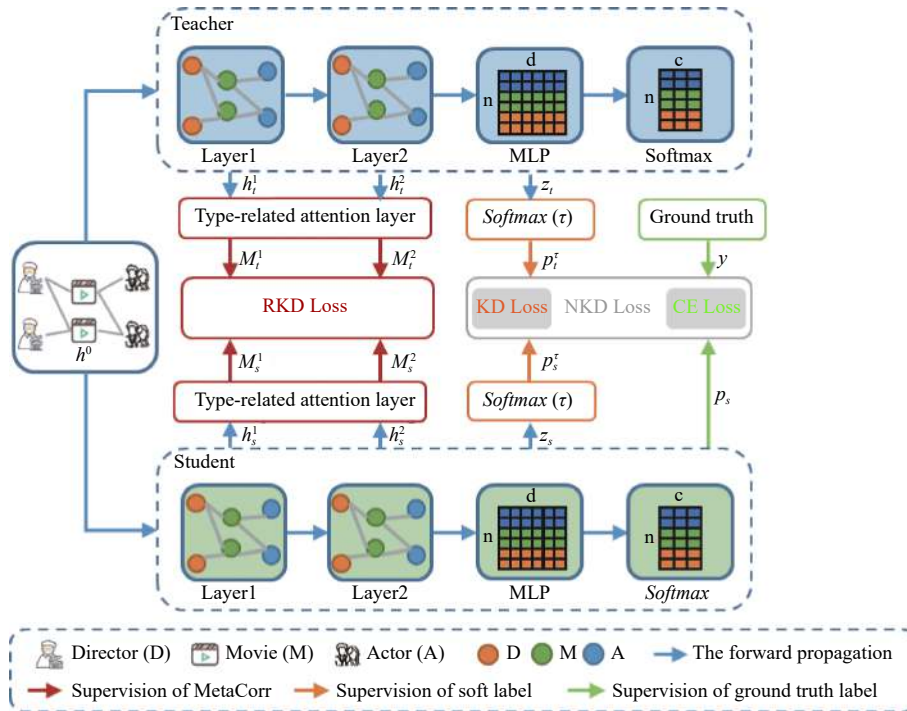 Teacher
d
c
n
n
Layer1
Layer2
MLP
Softmax
h_t^1
h_t^2
z_t
Type-related attention layer
Softmax (τ)
Ground truth
M_t^1
M_t^2
p_t^τ
y
RKD Loss
KD Loss
NKD Loss
CE Loss
h^0
M_s^1
M_s^2
p_s^τ
p_s
Type-related attention layer
Softmax (τ)
h_s^1
h_s^2
z_s
Student
d
c
n
n
Layer1
Layer2
MLP
Softmax
Director (D)
Movie (M)
Actor (A)
D
M
A
The forward propagation
Supervision of MetaCorr
Supervision of soft label
Supervision of ground truth label